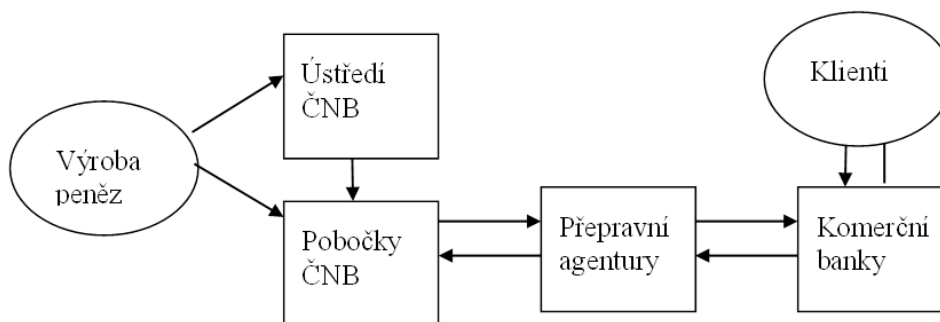 Ústředí
ČNB
Klienti
Výroba
peněz
Pobočky
ČNB
Přepravní
agentury
Komerční
banky